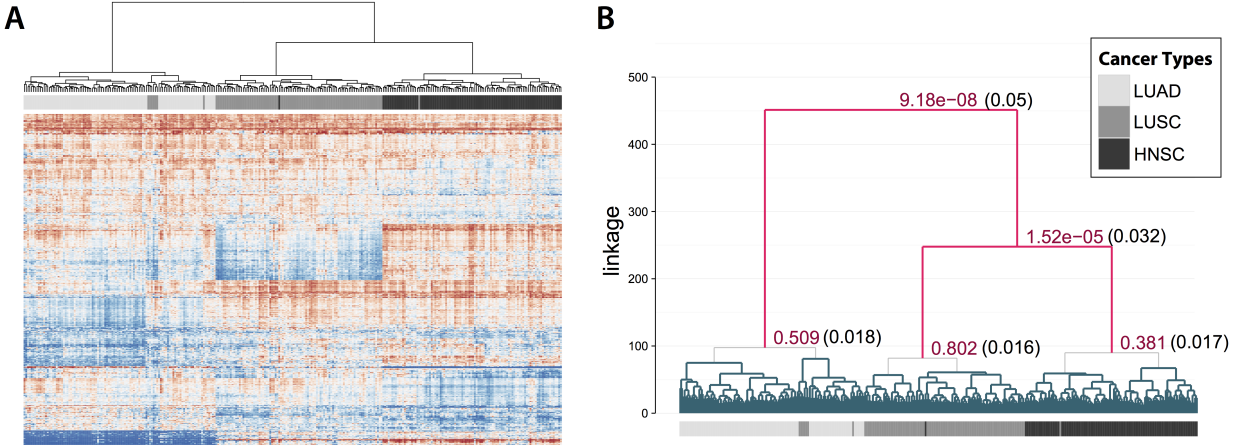 A
B
Cancer Types
LUAD
LUSC
HNSC
linkage
500
400
300
200
100
0
9.18e−08 (0.05)
1.52e−05 (0.032)
0.509 (0.018)
0.802 (0.016)
0.381 (0.017)